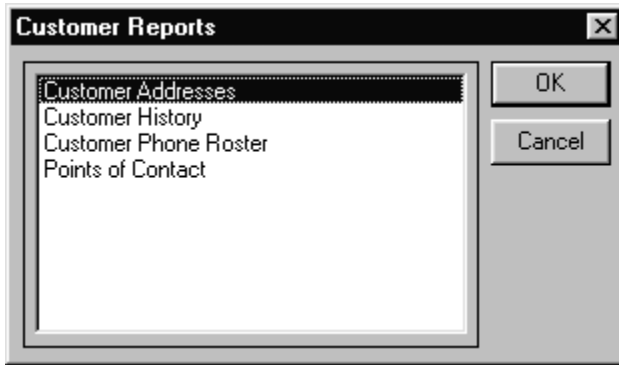 Customer Reports
Customer Addresses
Customer History
Customer Phone Roster
Points of Contact
OK
Cancel